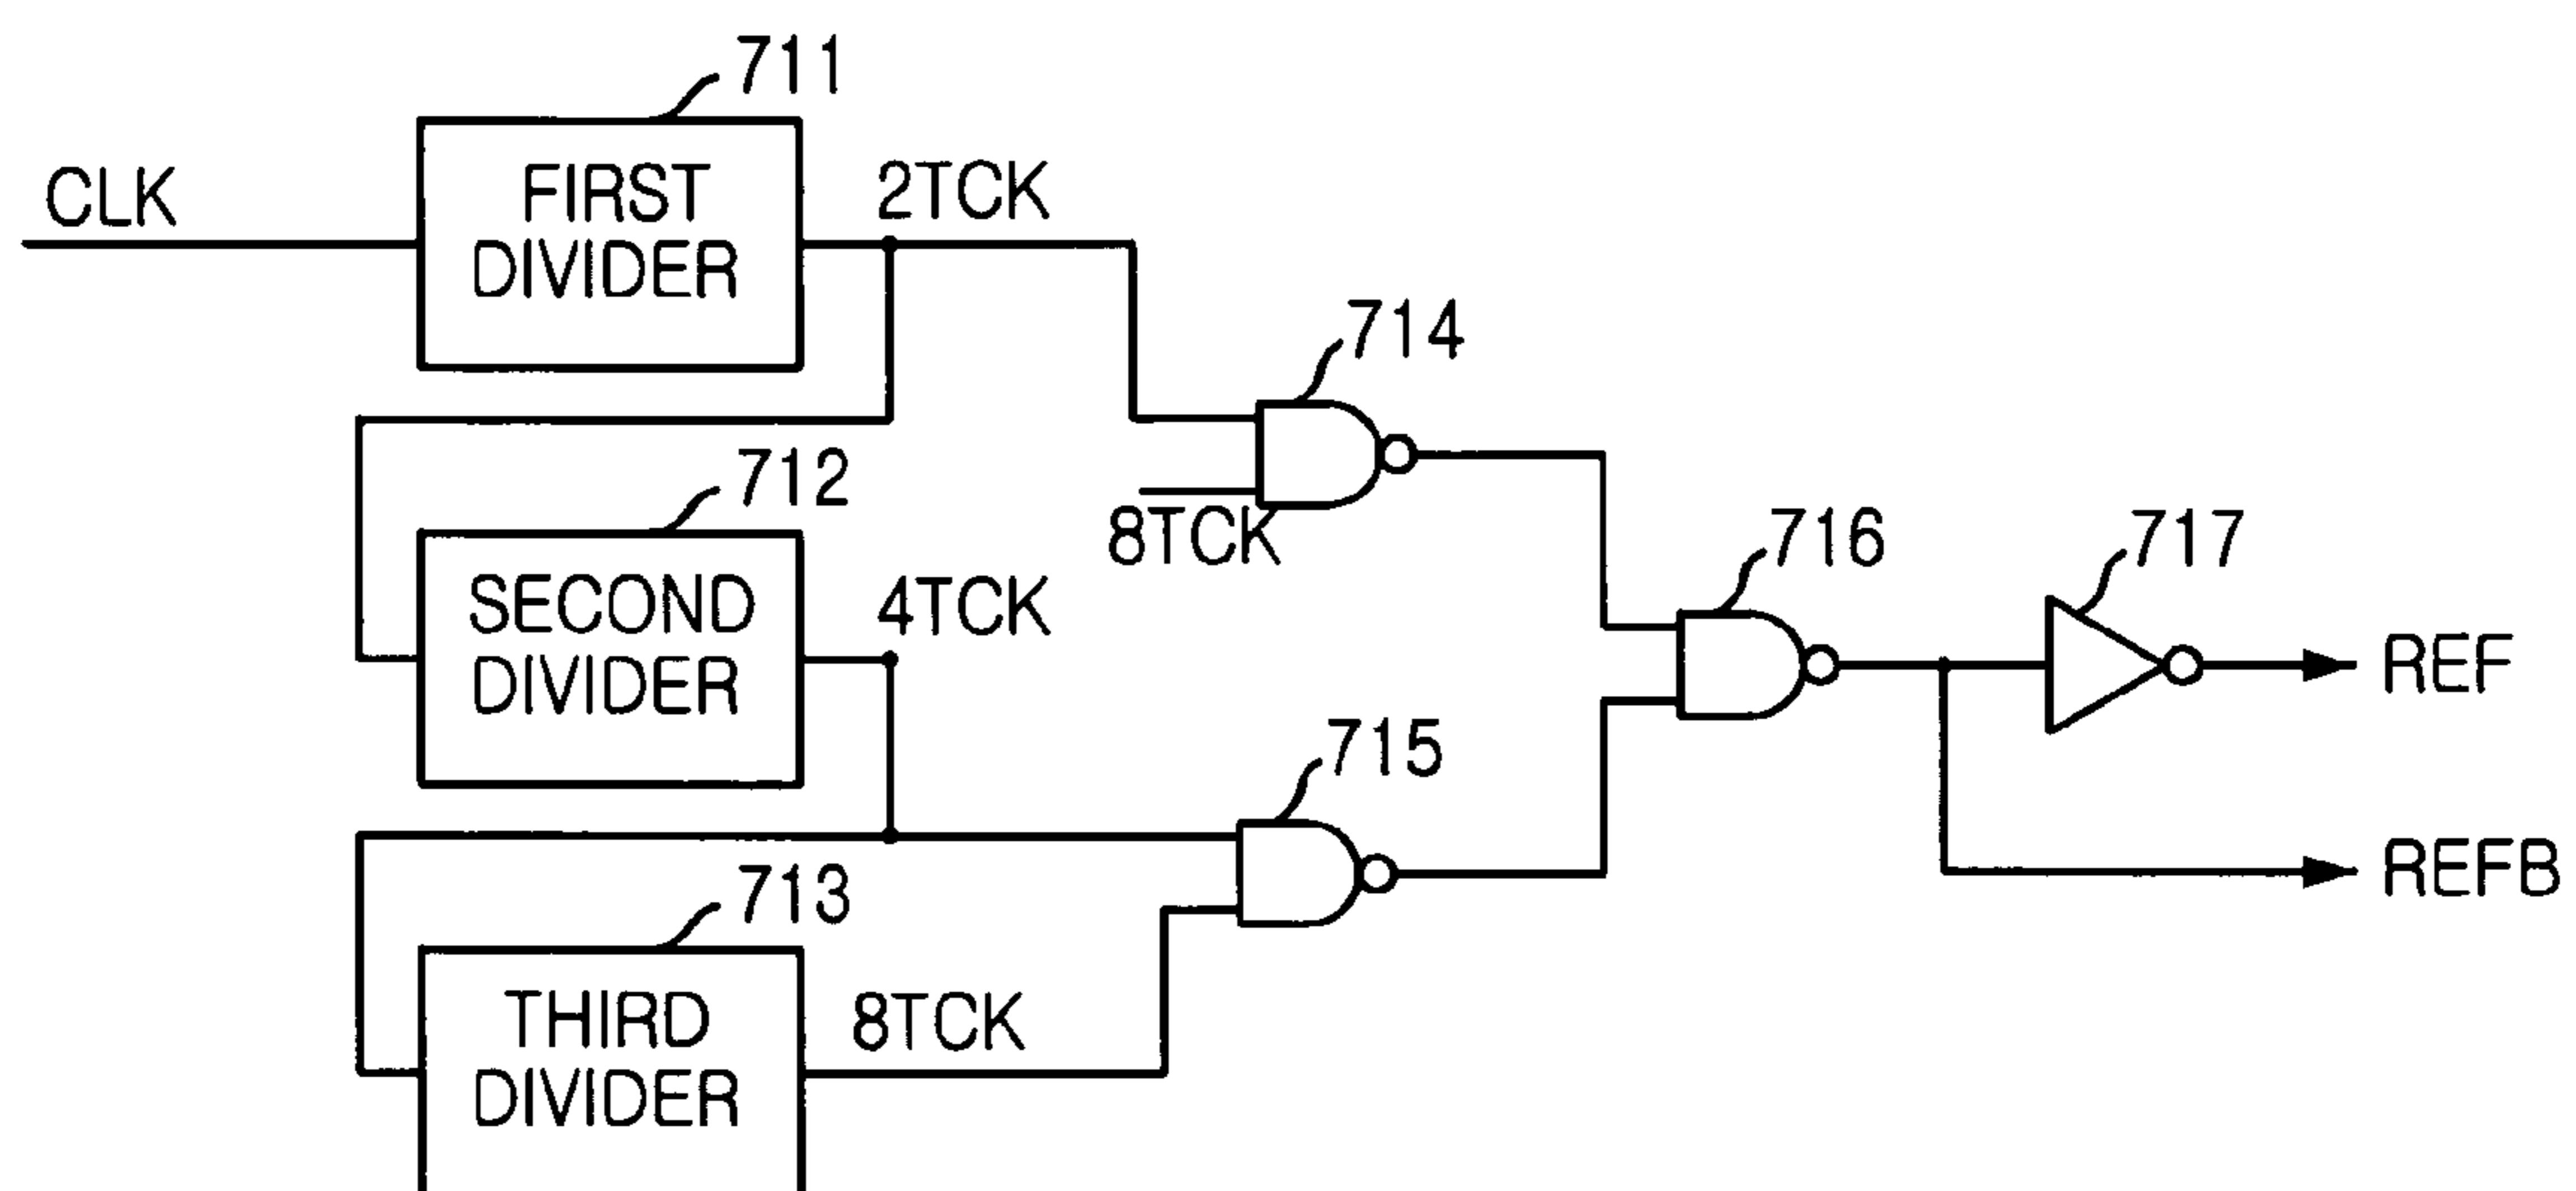 711
CLK
FIRST
DIVIDER
2TCK
714
8TCK
712
SECOND
DIVIDER
4TCK
716
717
REF
715
REFB
713
THIRD
DIVIDER
8TCK